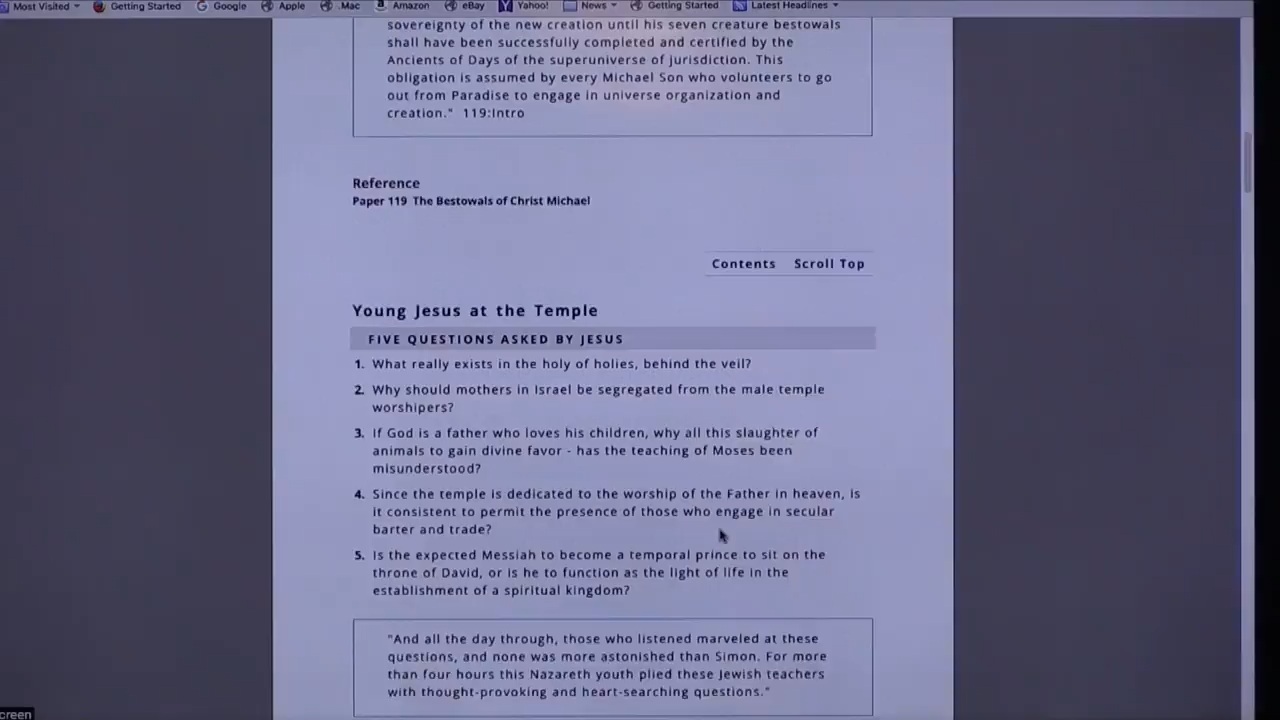 Most Visited Getting Started Google Apple .Mac Amazon eBay Yahoo! News Getting Started Latest Headlines
sovereignty of the new creation until his seven creature bestowals
shall have been successfully completed and certified by the
Ancients of Days of the superuniverse of jurisdiction. This
obligation is assumed by every Michael Son who volunteers to go
out from Paradise to engage in universe organization and
creation." 119:Intro
Reference
Paper 119 The Bestowals of Christ Michael
Contents Scroll Top
Young Jesus at the Temple
FIVE QUESTIONS ASKED BY JESUS
1. What really exists in the holy of holies, behind the veil?
2. Why should mothers in Israel be segregated from the male temple
worshipers?
3. If God is a father who loves his children, why all this slaughter of
animals to gain divine favor - has the teaching of Moses been
misunderstood?
4. Since the temple is dedicated to the worship of the Father in heaven, is
it consistent to permit the presence of those who engage in secular
barter and trade?
5. Is the expected Messiah to become a temporal prince to sit on the
throne of David, or is he to function as the light of life in the
establishment of a spiritual kingdom?
"And all the day through, those who listened marveled at these
questions, and none was more astonished than Simon. For more
than four hours this Nazareth youth plied these Jewish teachers
with thought-provoking and heart-searching questions."
creen